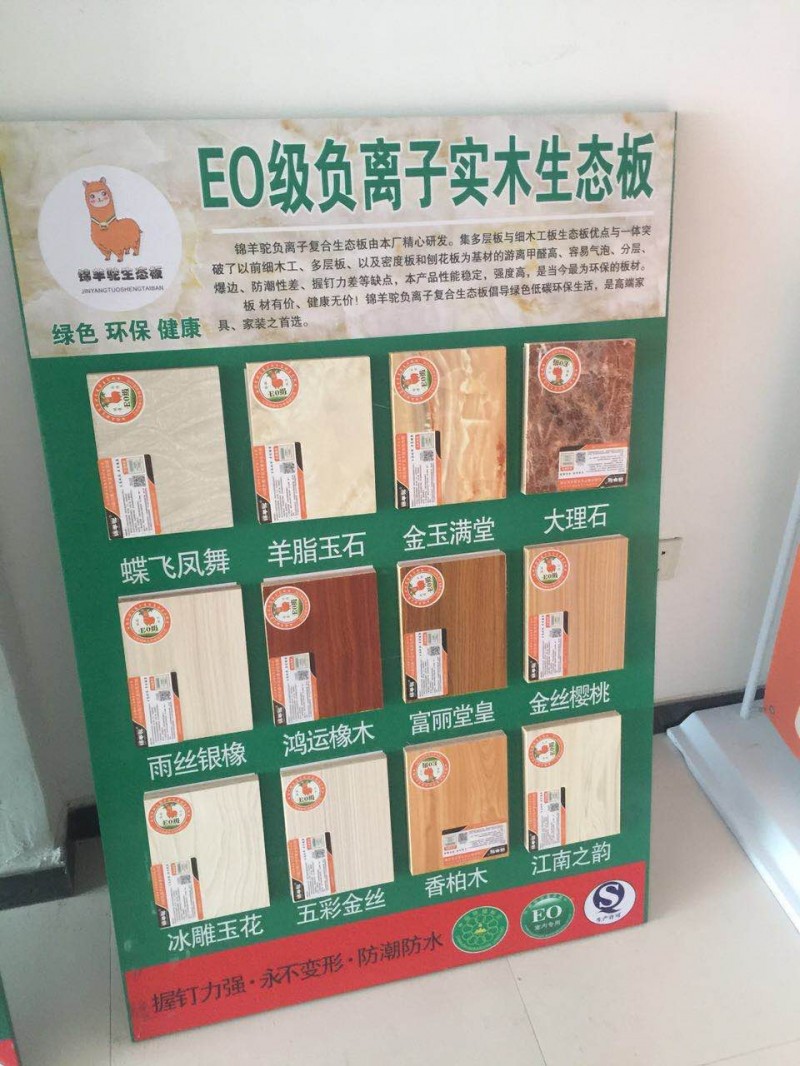 EO级负离子实木生态板
锦羊驼生态板
JINYANGTUOSHENGTAIBAN
绿色 环保 健康
锦羊驼负离子复合生态板由本厂精心研发。集多层板与细木工板生态板优点与一体突
破了以前细木工、多层板、以及密度板和刨花板为基材的游离甲醛高、容易气泡、分层、
爆边、防潮性差、握钉力差等缺点，本产品性能稳定，强度高，是当今最为环保的板材。
板 材有价、健康无价！锦羊驼负离子复合生态板倡导绿色低碳环保生活，是高端家
具、家装之首选。
蝶飞凤舞
羊脂玉石
金玉满堂
大理石
雨丝银橡
鸿运橡木
富丽堂皇
金丝樱桃
冰雕玉花
五彩金丝
香柏木
江南之韵
握钉力强·永不变形·防潮防水
EO
室内专用
生产许可